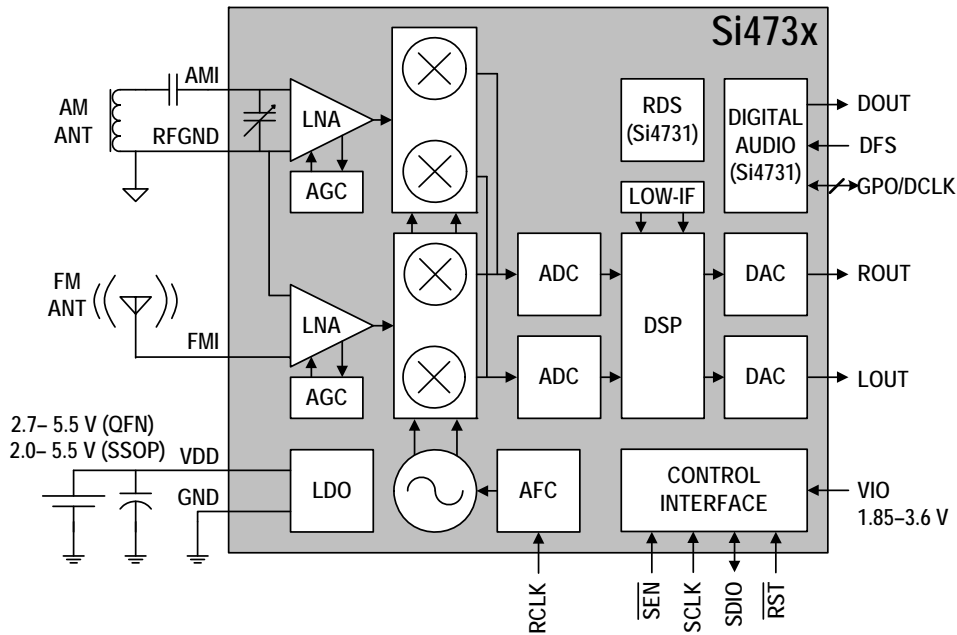 Si473x
AMI
AM
ANT
RFGND
LNA
AGC
RDS
(Si4731)
DIGITAL
AUDIO
(Si4731)
DOUT
DFS
GPO/DCLK
LOW-IF
FM
ANT
FMI
LNA
AGC
ADC
ADC
DSP
DAC
DAC
ROUT
LOUT
2.7– 5.5 V (QFN)
2.0– 5.5 V (SSOP)
VDD
GND
LDO
AFC
CONTROL
INTERFACE
VIO
1.85–3.6 V
RCLK
SEN
SCLK
SDIO
RST